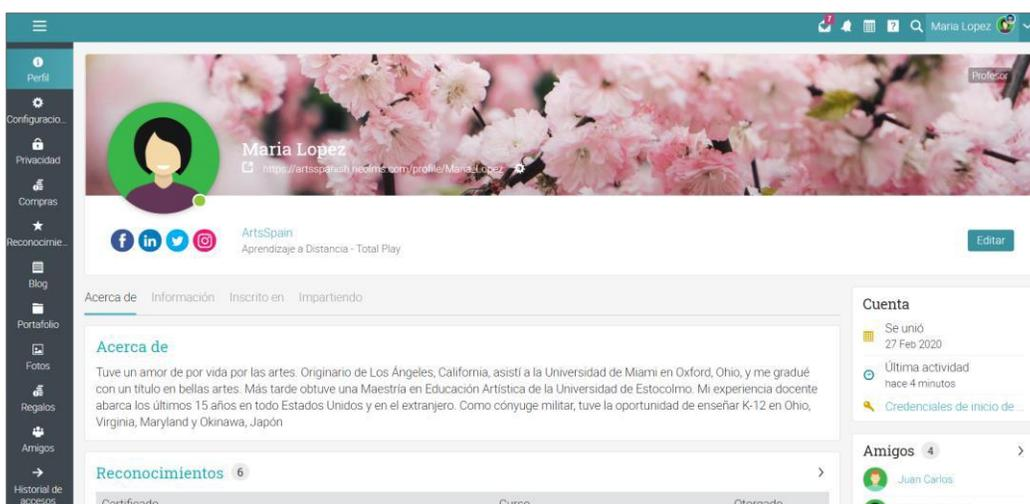 7
Maria Lopez
Perfil
Configuracio...
Privacidad
Compras
Reconocimie...
Blog
Portafolio
Fotos
Regalos
Amigos
Historial de
accesos
Profesor
Maria Lopez
https://artsspanish.neolms.com/profile/Maria_Lopez
ArtsSpain
Aprendizaje a Distancia - Total Play
Editar
Acerca de Información Inscrito en Impartiendo
Acerca de
Tuve un amor de por vida por las artes. Originario de Los Ángeles, California, asistí a la Universidad de Miami en Oxford, Ohio, y me gradué
con un título en bellas artes. Más tarde obtuve una Maestría en Educación Artística de la Universidad de Estocolmo. Mi experiencia docente
abarca los últimos 15 años en todo Estados Unidos y en el extranjero. Como cónyuge militar, tuve la oportunidad de enseñar K-12 en Ohio,
Virginia, Maryland y Okinawa, Japón
Reconocimientos 6
Certificado Curso Otorgado
Cuenta
Se unió
27 Feb 2020
Última actividad
hace 4 minutos
Credenciales de inicio de...
Amigos 4
Juan Carlos